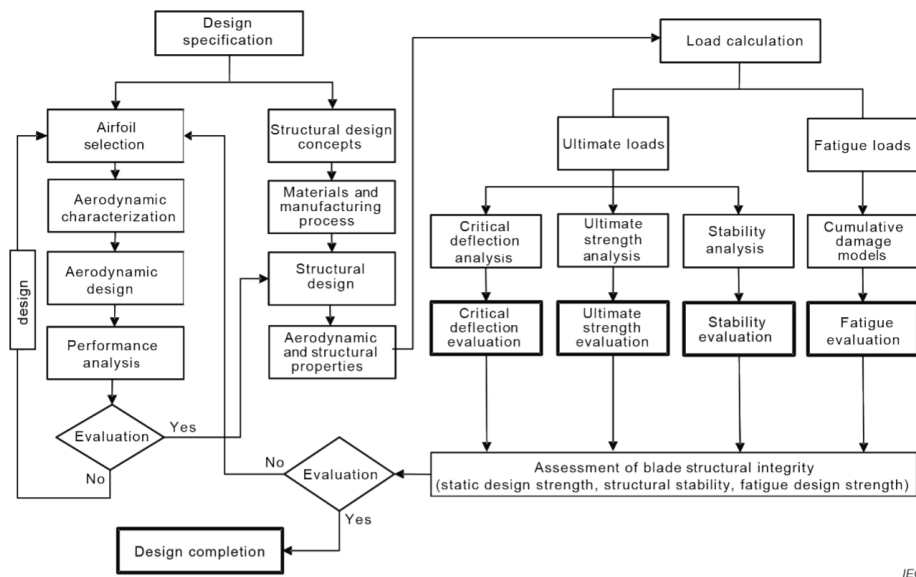 Design
specification
Load calculation
Airfoil
selection
Structural design
concepts
Ultimate loads
Fatigue loads
Aerodynamic
characterization
Materials and
manufacturing
process
Critical
deflection
analysis
Ultimate
strength
analysis
Stability
analysis
Cumulative
damage
models
design
Aerodynamic
design
Structural
design
Performance
analysis
Aerodynamic
and structural
properties
Critical
deflection
evaluation
Ultimate
strength
evaluation
Stability
evaluation
Fatigue
evaluation
Evaluation
Yes
No
No
Evaluation
Yes
Assessment of blade structural integrity
(static design strength, structural stability, fatigue design strength)
Design completion